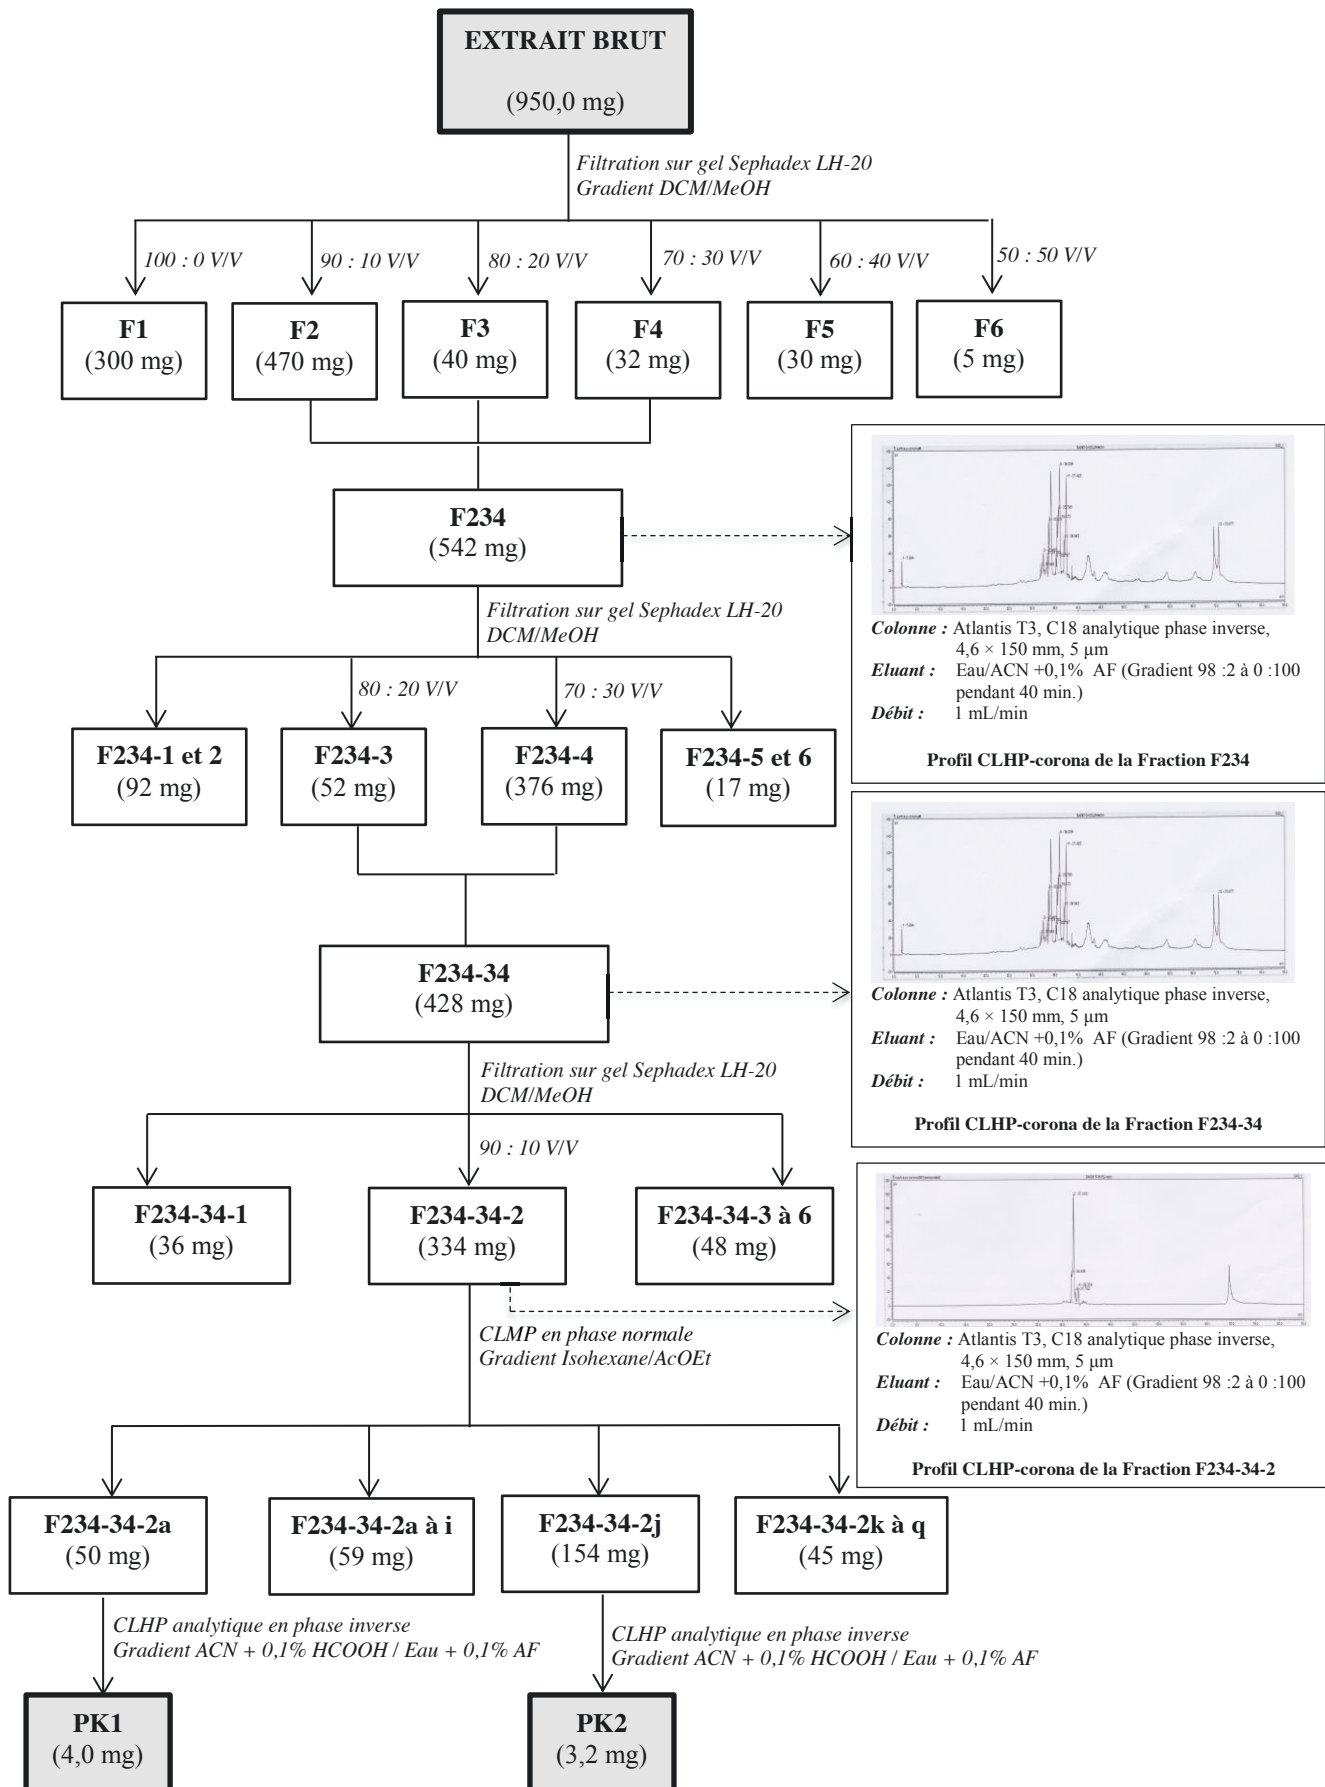 EXTRAIT BRUT
(950,0 mg)
Filtration sur gel Sephadex LH-20
Gradient DCM/MeOH
100 : 0 V/V
90 : 10 V/V
80 : 20 V/V
70 : 30 V/V
60 : 40 V/V
50 : 50 V/V
F1
(300 mg)
F2
(470 mg)
F3
(40 mg)
F4
(32 mg)
F5
(30 mg)
F6
(5 mg)
F234
(542 mg)
Colonne : Atlantis T3, C18 analytique phase inverse,
4,6 × 150 mm, 5 µm
Eluant : Eau/ACN +0,1% AF (Gradient 98 :2 à 0 :100
pendant 40 min.)
Débit : 1 mL/min
Profil CLHP-corona de la Fraction F234
Filtration sur gel Sephadex LH-20
DCM/MeOH
80 : 20 V/V
70 : 30 V/V
F234-1 et 2
(92 mg)
F234-3
(52 mg)
F234-4
(376 mg)
F234-5 et 6
(17 mg)
F234-34
(428 mg)
Colonne : Atlantis T3, C18 analytique phase inverse,
4,6 × 150 mm, 5 µm
Eluant : Eau/ACN +0,1% AF (Gradient 98 :2 à 0 :100
pendant 40 min.)
Débit : 1 mL/min
Profil CLHP-corona de la Fraction F234-34
Filtration sur gel Sephadex LH-20
DCM/MeOH
90 : 10 V/V
F234-34-1
(36 mg)
F234-34-2
(334 mg)
F234-34-3 à 6
(48 mg)
Colonne : Atlantis T3, C18 analytique phase inverse,
4,6 × 150 mm, 5 µm
Eluant : Eau/ACN +0,1% AF (Gradient 98 :2 à 0 :100
pendant 40 min.)
Débit : 1 mL/min
Profil CLHP-corona de la Fraction F234-34-2
CLMP en phase normale
Gradient Isohexane/AcOEt
F234-34-2a
(50 mg)
F234-34-2a à i
(59 mg)
F234-34-2j
(154 mg)
F234-34-2k à q
(45 mg)
CLHP analytique en phase inverse
Gradient ACN + 0,1% HCOOH / Eau + 0,1% AF
CLHP analytique en phase inverse
Gradient ACN + 0,1% HCOOH / Eau + 0,1% AF
PK1
(4,0 mg)
PK2
(3,2 mg)